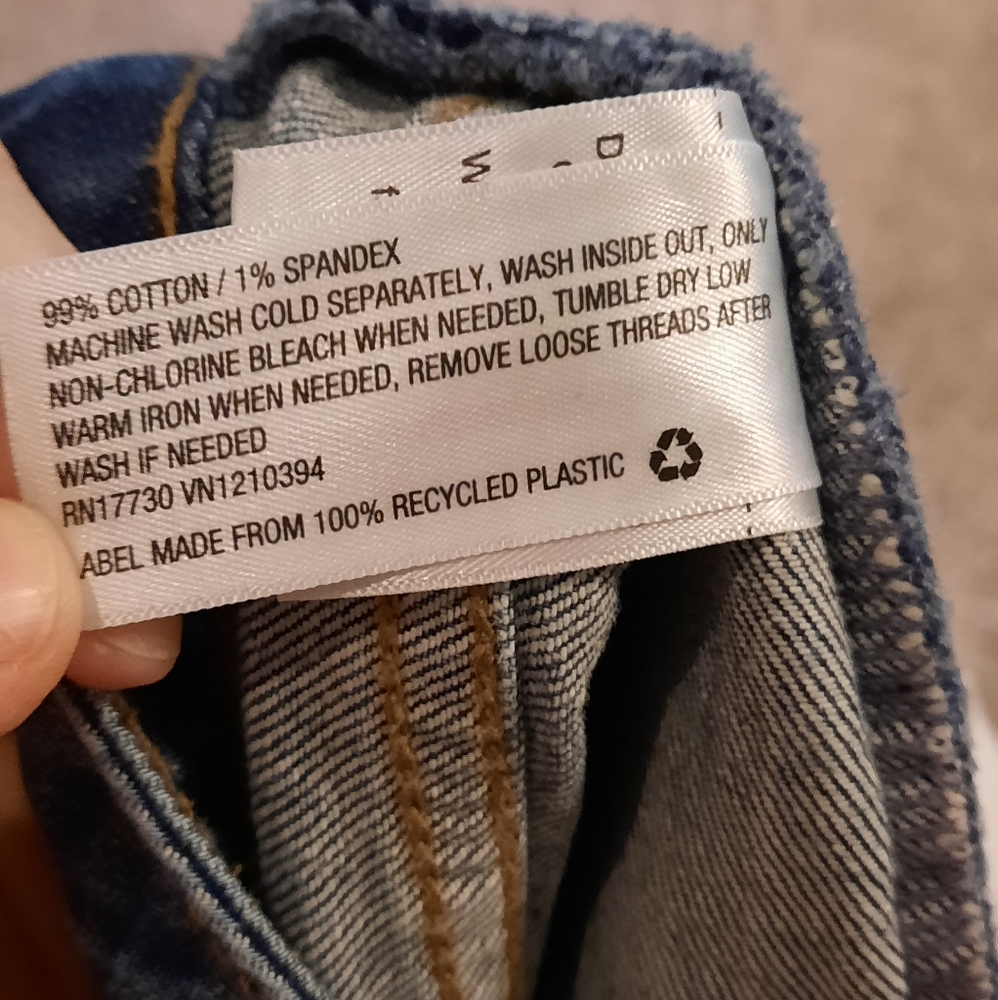 99% COTTON / 1% SPANDEX
MACHINE WASH COLD SEPARATELY, WASH INSIDE OUT, ONLY
NON-CHLORINE BLEACH WHEN NEEDED, TUMBLE DRY LOW
WARM IRON WHEN NEEDED, REMOVE LOOSE THREADS AFTER
WASH IF NEEDED
RN17730 VN1210394
ABEL MADE FROM 100% RECYCLED PLASTIC